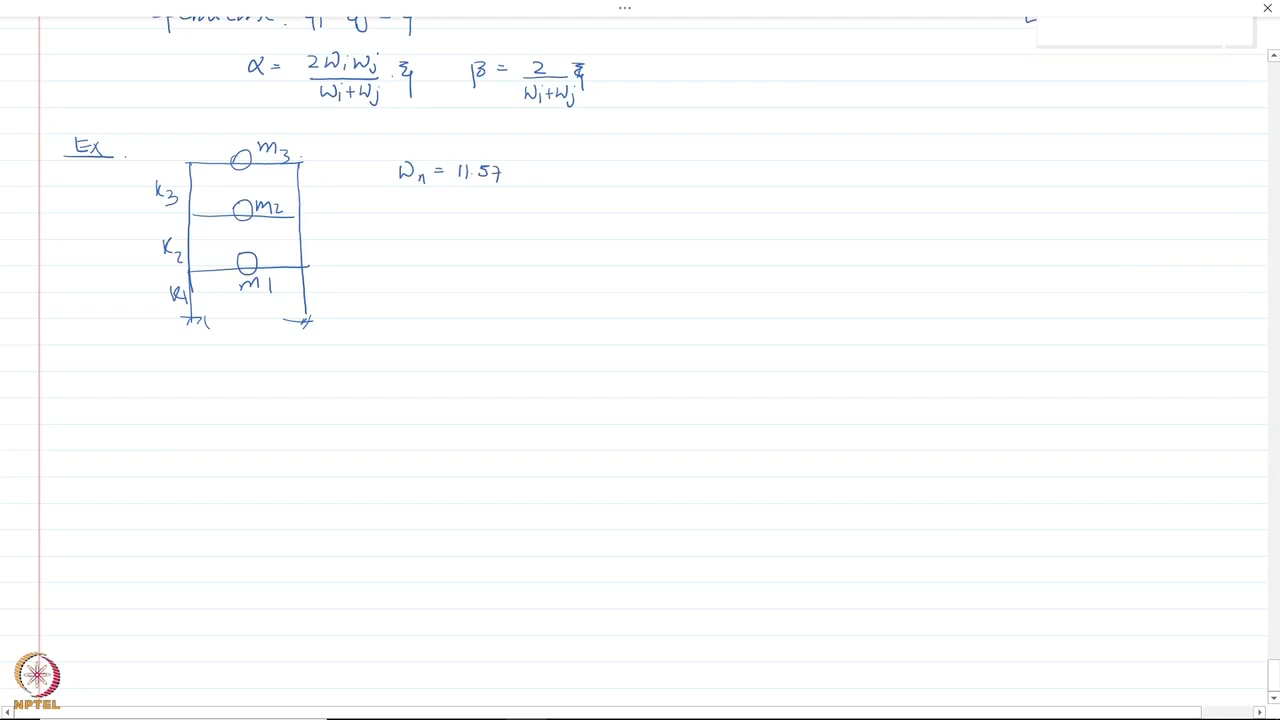 α = 2ωiωj / ωi+ωj . ξ β = 2 / ωi+ωj ξ
Ex.
m3
ωn = 11.57
k3
m2
k2
m1
k1
NPTEL